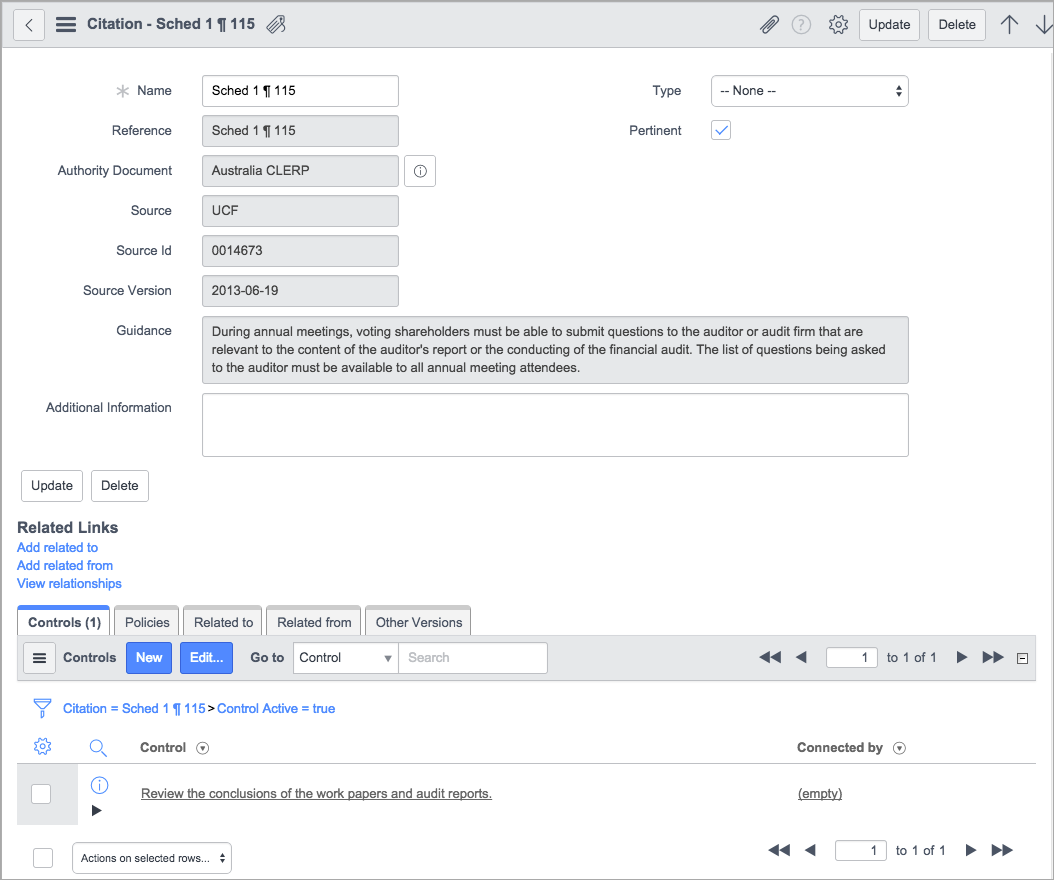 Citation - Sched 1 ¶ 115
Update
Delete
Name
Sched 1 ¶ 115
Type
-- None --
Reference
Sched 1 ¶ 115
Pertinent
Authority Document
Australia CLERP
Source
UCF
Source Id
0014673
Source Version
2013-06-19
Guidance
During annual meetings, voting shareholders must be able to submit questions to the auditor or audit firm that are
relevant to the content of the auditor's report or the conducting of the financial audit. The list of questions being asked
to the auditor must be available to all annual meeting attendees.
Additional Information
Update
Delete
Related Links
Add related to
Add related from
View relationships
Controls (1)
Policies
Related to
Related from
Other Versions
Controls
New
Edit...
Go to
Control
Search
1 to 1 of 1
Citation = Sched 1 ¶ 115 > Control Active = true
Control
Connected by
Review the conclusions of the work papers and audit reports.
(empty)
Actions on selected rows...
1 to 1 of 1